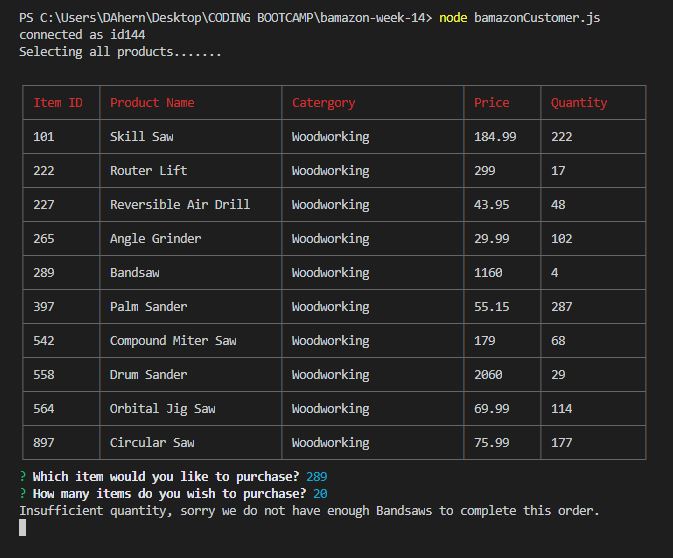 PS C:\Users\DAhern\Desktop\CODING BOOTCAMP\bamazon-week-14> node bamazonCustomer.js
connected as id144
Selecting all products.......
Item ID Product Name Catergory Price Quantity
101 Skill Saw Woodworking 184.99 222
222 Router Lift Woodworking 299 17
227 Reversible Air Drill Woodworking 43.95 48
265 Angle Grinder Woodworking 29.99 102
289 Bandsaw Woodworking 1160 4
397 Palm Sander Woodworking 55.15 287
542 Compound Miter Saw Woodworking 179 68
558 Drum Sander Woodworking 2060 29
564 Orbital Jig Saw Woodworking 69.99 114
897 Circular Saw Woodworking 75.99 177
? Which item would you like to purchase? 289
? How many items do you wish to purchase? 20
Insufficient quantity, sorry we do not have enough Bandsaws to complete this order.